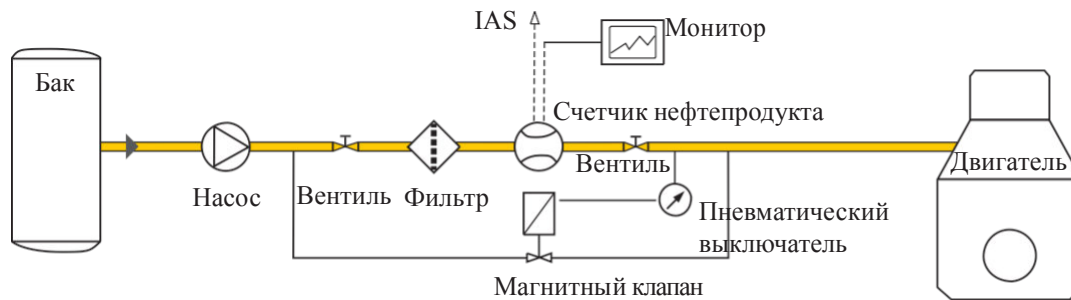 IAS
Монитор
Бак
Счетчик нефтепродукта
Насос
Вентиль
Фильтр
Вентиль
Двигатель
Пневматический
выключатель
Магнитный клапан